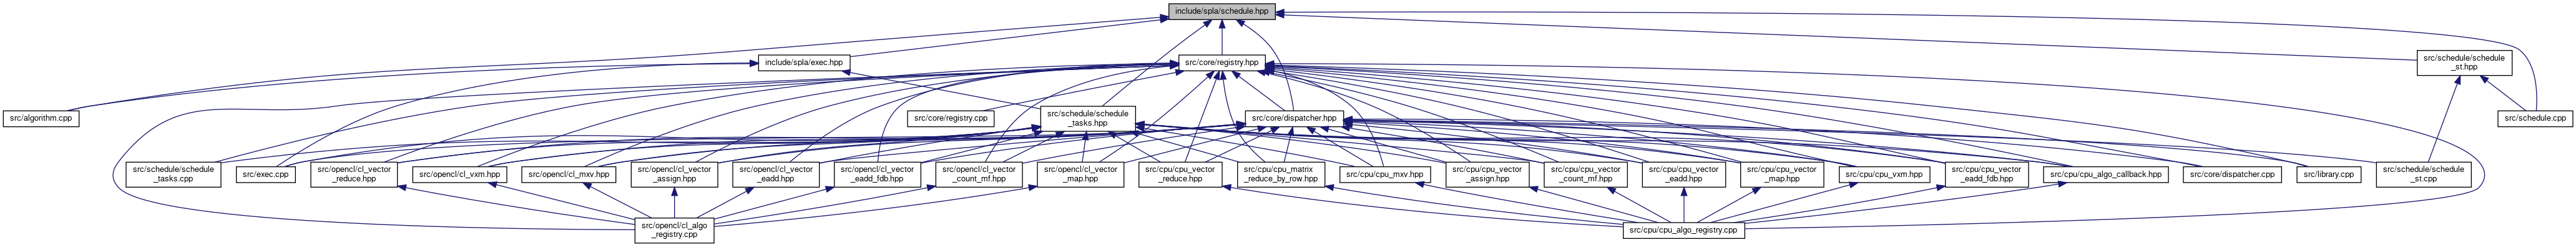 include/spla/schedule.hpp
include/spla/exec.hpp
src/core/registry.hpp
src/schedule/schedule
_st.hpp
src/algorithm.cpp
src/core/registry.cpp
src/schedule/schedule
_tasks.hpp
src/core/dispatcher.hpp
src/schedule.cpp
src/schedule/schedule
_tasks.cpp
src/exec.cpp
src/opencl/cl_vector
_reduce.hpp
src/opencl/cl_vxm.hpp
src/opencl/cl_mxv.hpp
src/opencl/cl_vector
_assign.hpp
src/opencl/cl_vector
_eadd.hpp
src/opencl/cl_vector
_eadd_fdb.hpp
src/opencl/cl_vector
_count_mf.hpp
src/opencl/cl_vector
_map.hpp
src/cpu/cpu_vector
_reduce.hpp
src/cpu/cpu_matrix
_reduce_by_row.hpp
src/cpu/cpu_mxv.hpp
src/cpu/cpu_vector
_assign.hpp
src/cpu/cpu_vector
_count_mf.hpp
src/cpu/cpu_vector
_eadd.hpp
src/cpu/cpu_vector
_map.hpp
src/cpu/cpu_vxm.hpp
src/cpu/cpu_vector
_eadd_fdb.hpp
src/cpu/cpu_algo_callback.hpp
src/core/dispatcher.cpp
src/library.cpp
src/schedule/schedule
_st.cpp
src/opencl/cl_algo
_registry.cpp
src/cpu/cpu_algo_registry.cpp